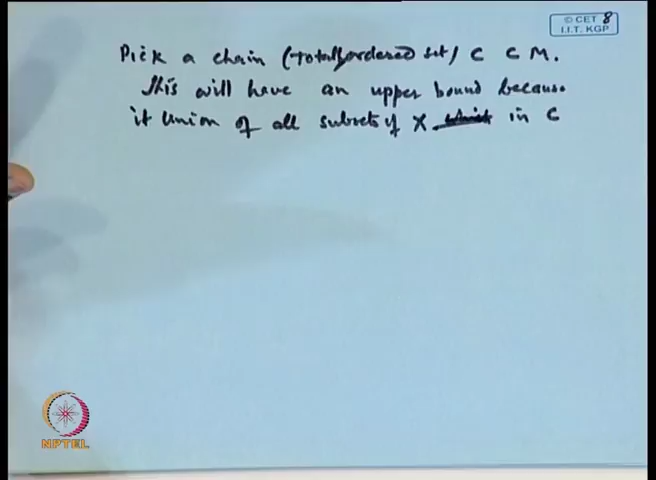 © CET 8
I.I.T. KGP
Pick a chain (totally ordered set) C ⊂ M.
This will have an upper bound because
it union of all subsets of X in C
NPTEL